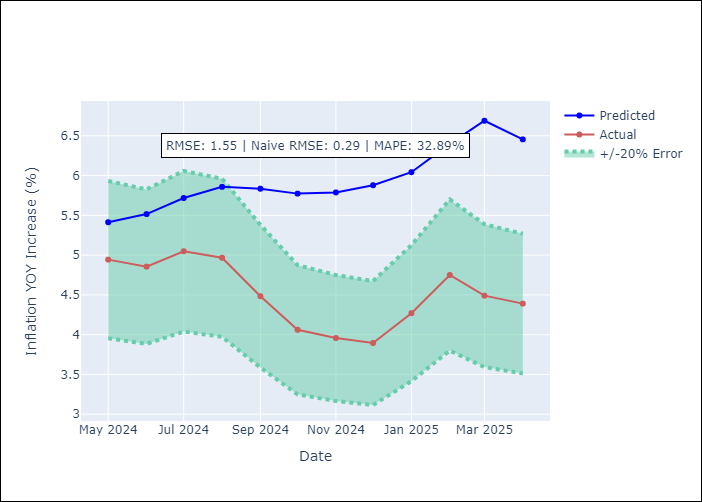 RMSE: 1.55 | Naive RMSE: 0.29 | MAPE: 32.89%
Predicted
Actual
+/-20% Error
Inflation YOY Increase (%)
6.5
6
5.5
5
4.5
4
3.5
3
May 2024
Jul 2024
Sep 2024
Nov 2024
Jan 2025
Mar 2025
Date